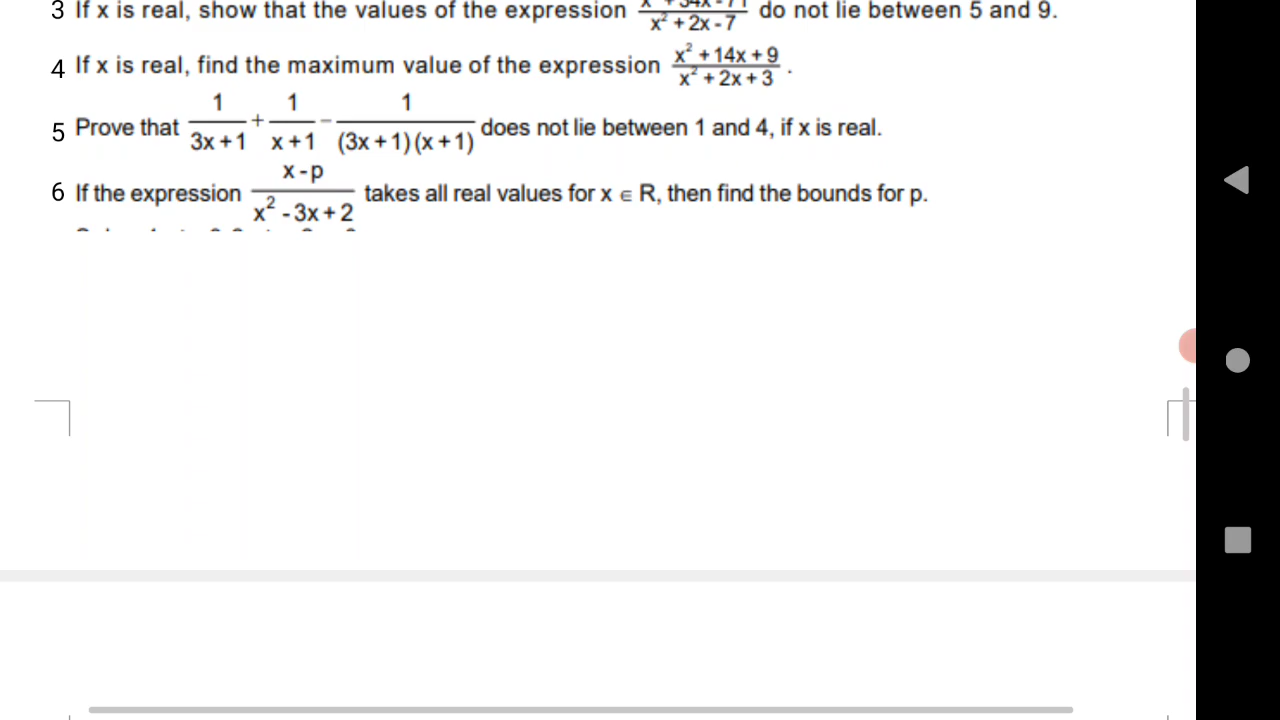 3 If x is real, show that the values of the expression (x² + 34x - 71)/(x² + 2x - 7) do not lie between 5 and 9.
4 If x is real, find the maximum value of the expression (x² + 14x + 9)/(x² + 2x + 3).
5 Prove that 1/(3x + 1) + 1/(x + 1) - 1/((3x + 1)(x + 1)) does not lie between 1 and 4, if x is real.
6 If the expression (x - p)/(x² - 3x + 2) takes all real values for x ∈ R, then find the bounds for p.